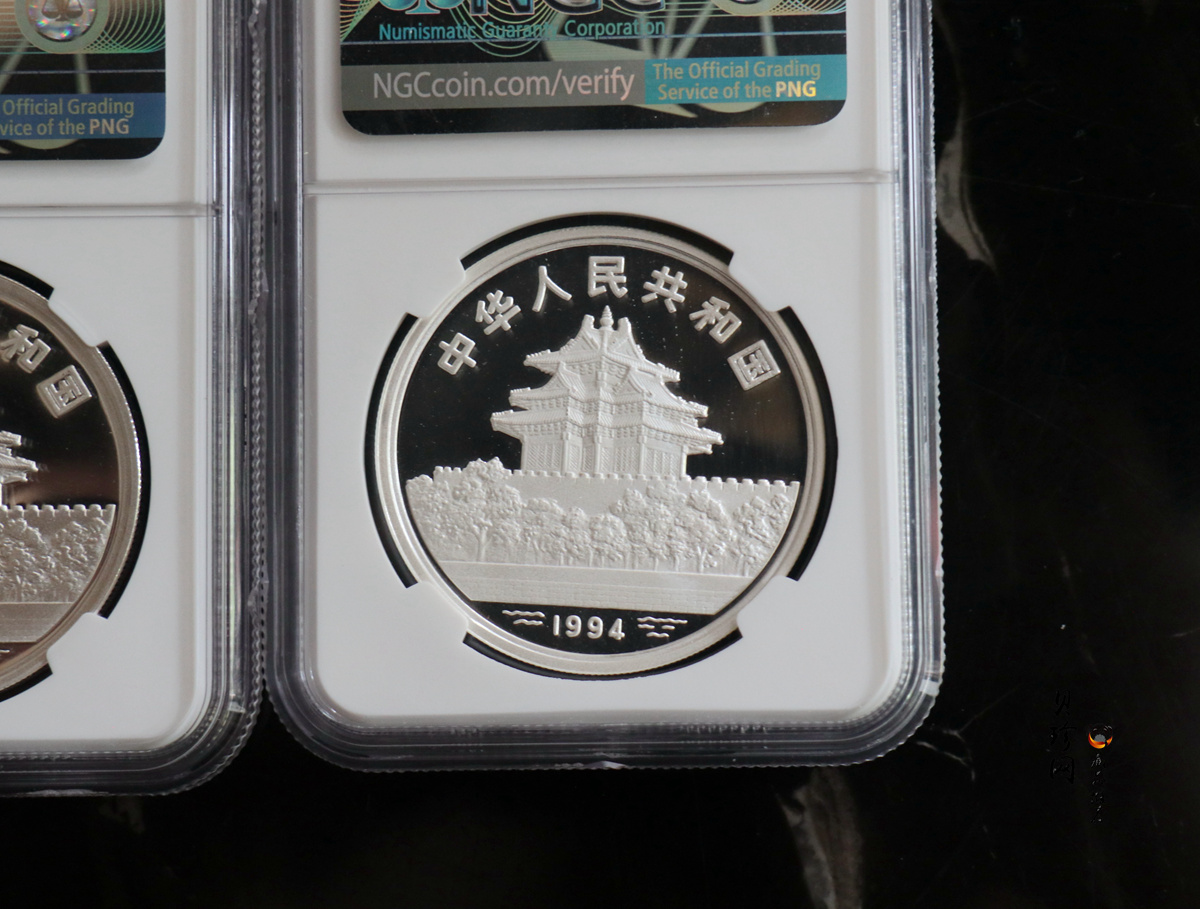 Official Grading
vice of the PNG
和国
NGC
Numismatic Guaranty Corporation
NGCcoin.com/verify
The Official Grading
Service of the PNG
中华人民共和国
1994